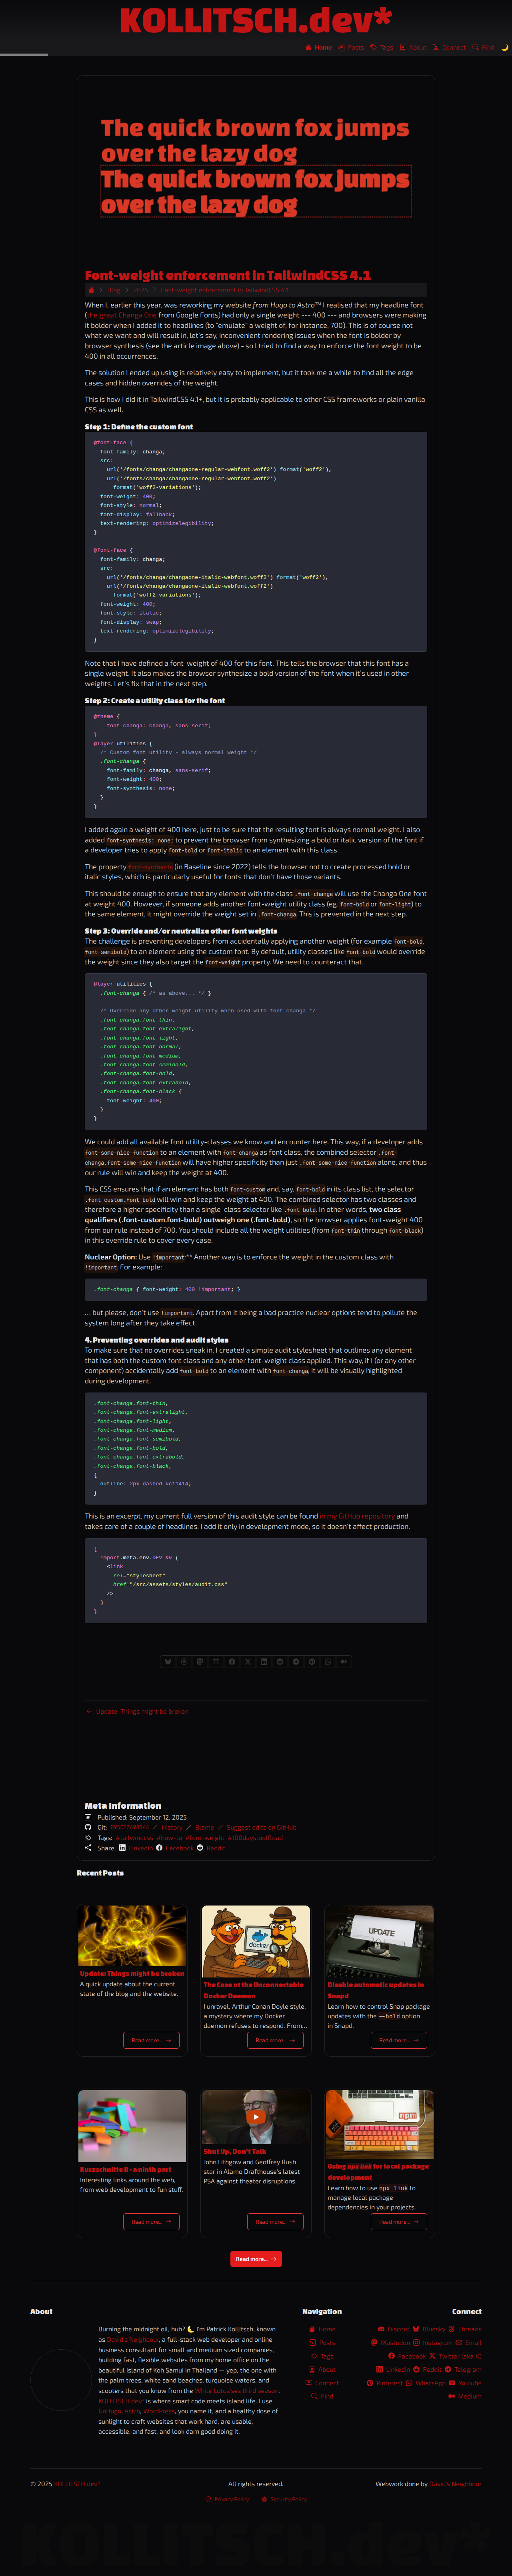 KOLLITSCH.dev*
Home Posts Tags About Connect Find
The quick brown fox jumps
over the lazy dog
The quick brown fox jumps
over the lazy dog
Font-weight enforcement in TailwindCSS 4.1
Blog 2025 Font-weight enforcement in TailwindCSS 4.1
When I, earlier this year, was reworking my website from Hugo to Astro™ I realised that my headline font
(the great Changa One from Google Fonts) had only a single weight --- 400 --- and browsers were making
it bolder when I added it to headlines (to "emulate" a weight of, for instance, 700). This is of course not
what we want and will result in, let's say, inconvenient rendering issues when the font is bolder by
browser synthesis (see the article image above) - so I tried to find a way to enforce the font weight to be
400 in all occurrences.
The solution I ended up using is relatively easy to implement, but it took me a while to find all the edge
cases and hidden overrides of the weight.
This is how I did it in TailwindCSS 4.1+, but it is probably applicable to other CSS frameworks or plain vanilla
CSS as well.
Step 1: Define the custom font
@font-face {
font-family: changa;
src:
url('/fonts/changa/changaone-regular-webfont.woff2') format('woff2'),
url('/fonts/changa/changaone-regular-webfont.woff2')
format('woff2-variations');
font-weight: 400;
font-style: normal;
font-display: fallback;
text-rendering: optimizelegibility;
}
@font-face {
font-family: changa;
src:
url('/fonts/changa/changaone-italic-webfont.woff2') format('woff2'),
url('/fonts/changa/changaone-italic-webfont.woff2')
format('woff2-variations');
font-weight: 400;
font-style: italic;
font-display: swap;
text-rendering: optimizelegibility;
}
Note that I have defined a font-weight of 400 for this font. This tells the browser that this font has a
single weight. It also makes the browser synthesize a bold version of the font when it's used in other
weights. Let's fix that in the next step.
Step 2: Create a utility class for the font
@theme {
--font-changa: changa, sans-serif;
}
@layer utilities {
/* Custom font utility - always normal weight */
.font-changa {
font-family: changa, sans-serif;
font-weight: 400;
font-synthesis: none;
}
}
I added again a weight of 400 here, just to be sure that the resulting font is always normal weight. I also
added font-synthesis: none; to prevent the browser from synthesizing a bold or italic version of the font if
a developer tries to apply font-bold or font-italic to an element with this class.
The property font-synthesis (in Baseline since 2022) tells the browser not to create processed bold or
italic styles, which is particularly useful for fonts that don't have those variants.
This should be enough to ensure that any element with the class .font-changa will use the Changa One font
at weight 400. However, if someone adds another font-weight utility class (eg. font-bold or font-light) to
the same element, it might override the weight set in .font-changa. This is prevented in the next step.
Step 3: Override and/or neutralize other font weights
The challenge is preventing developers from accidentally applying another weight (for example font-bold,
font-semibold) to an element using the custom font. By default, utility classes like font-bold would override
the weight since they also target the font-weight property. We need to counteract that.
@layer utilities {
.font-changa { /* as above... */ }
/* Override any other weight utility when used with font-changa */
.font-changa.font-thin,
.font-changa.font-extralight,
.font-changa.font-light,
.font-changa.font-normal,
.font-changa.font-medium,
.font-changa.font-semibold,
.font-changa.font-bold,
.font-changa.font-extrabold,
.font-changa.font-black {
font-weight: 400;
}
}
We could add all available font utility-classes we know and encounter here. This way, if a developer adds
font-some-nice-function to an element with font-changa as font class, the combined selector .font-
changa.font-some-nice-function will have higher specificity than just .font-some-nice-function alone, and thus
our rule will win and keep the weight at 400.
This CSS ensures that if an element has both font-custom and, say, font-bold in its class list, the selector
.font-custom.font-bold will win and keep the weight at 400. The combined selector has two classes and
therefore a higher specificity than a single-class selector like .font-bold. In other words, two class
qualifiers (.font-custom.font-bold) outweigh one (.font-bold), so the browser applies font-weight 400
from our rule instead of 700. You should include all the weight utilities (from font-thin through font-black)
in this override rule to cover every case.
Nuclear Option: Use !important:** Another way is to enforce the weight in the custom class with
!important. For example:
.font-changa { font-weight: 400 !important; }
... but please, don't use !important. Apart from it being a bad practice nuclear options tend to pollute the
system long after they take effect.
4. Preventing overrides and audit styles
To make sure that no overrides sneak in, I created a simple audit stylesheet that outlines any element
that has both the custom font class and any other font-weight class applied. This way, if I (or any other
component) accidentally add font-bold to an element with font-changa, it will be visually highlighted
during development.
.font-changa.font-thin,
.font-changa.font-extralight,
.font-changa.font-light,
.font-changa.font-medium,
.font-changa.font-semibold,
.font-changa.font-bold,
.font-changa.font-extrabold,
.font-changa.font-black,
{
outline: 2px dashed #c11414;
}
This is an excerpt, my current full version of this audit style can be found in my GitHub repository and
takes care of a couple of headlines. I add it only in development mode, so it doesn't affect production.
{
import.meta.env.DEV && (
<link
rel="stylesheet"
href="/src/assets/styles/audit.css"
/>
)
}
Update: Things might be broken
Meta Information
Published: September 12, 2025
Git: History Blame Suggest edits on GitHub
Tags: #tailwindcss #how-to #font-weight #100daystooffload
Share: LinkedIn Facebook Reddit
Recent Posts
Update: Things might be broken
A quick update about the current
state of the blog and the website.
Read more...
docker
The Case of the Unconnectable
Docker Daemon
I unravel, Arthur Conan Doyle style,
a mystery where my Docker
daemon refuses to respond. From...
Read more...
UPDATE
Disable automatic updates in
Snapd
Learn how to control Snap package
updates with the --hold option
in Snapd.
Read more...
Kurzschnitte II - a ninth part
Interesting links around the web,
from web development to fun stuff.
Read more...
Shut Up, Don't Talk
John Lithgow and Geoffrey Rush
star in Alamo Drafthouse's latest
PSA against theater disruptions.
Read more...
npm
Using npm link for local package
development
Learn how to use npx link to
manage local package
dependencies in your projects.
Read more...
Read more...
About
Burning the midnight oil, huh? I'm Patrick Kollitsch, known
as David's Neighbour, a full-stack web developer and online
business consultant working for small and medium sized
businesses, building flexible websites from my home office on the
beautiful island of Koh Samui in Thailand — yep, the one with
the palm trees, white sand beaches, turquoise waters, and
scooters that you know from the White Lotus' third season.
KOLLITSCH.dev* is where smart code meets island life. I use
GoHugo, Astro, WordPress, you name it, and a healthy dose of
sunlight to craft websites that work hard, are usable,
accessible, and fast, and look darn good doing it.
Navigation
Home
Posts
Tags
About
Connect
Find
Connect
Discord Bluesky Threads
Mastodon Instagram Email
Facebook Twitter (aka X)
LinkedIn Reddit Telegram
Pinterest WhatsApp YouTube
Medium
© 2025 KOLLITSCH.dev*
All rights reserved.
Webwork done by David's Neighbour
Privacy Policy Security Policy
KOLLITSCH.dev*